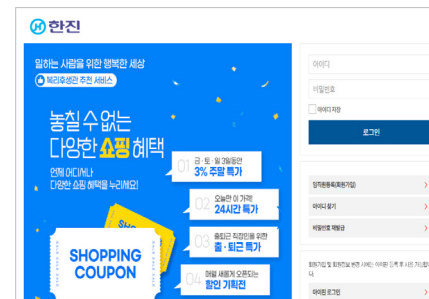 한진
일하는 사람을 위한 행복한 세상
복리후생관 추천 서비스
놓칠 수 없는
다양한 쇼핑 혜택
언제 어디서나
다양한 쇼핑 혜택을 누리세요!
01 금·토·일 3일동안
3% 주말 특가
02 오늘만 이 가격!
24시간 특가
03 출퇴근 직장인을 위한
출·퇴근 특가
04 매월 새롭게 오픈되는
할인 기획전
SHOPPING
COUPON
아이디
비밀번호
아이디 저장
로그인
임직원등록(회원가입)
아이디 찾기
비밀번호 재발급
아이핀 로그인